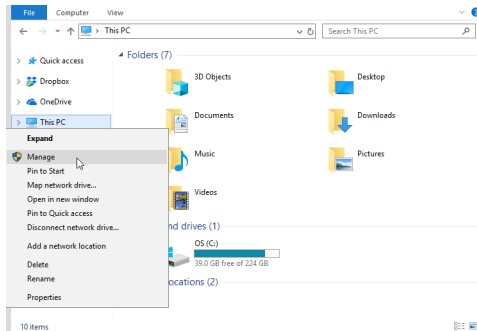 File Computer View
This PC
Search This PC
Quick access
Dropbox
OneDrive
This PC
Expand
Manage
Pin to Start
Map network drive...
Open in new window
Pin to Quick access
Disconnect network drive...
Add a network location
Delete
Rename
Properties
Folders (7)
3D Objects
Desktop
Documents
Downloads
Music
Pictures
Videos
nd drives (1)
OS (C:)
39.0 GB free of 224 GB
ocations (2)
10 items